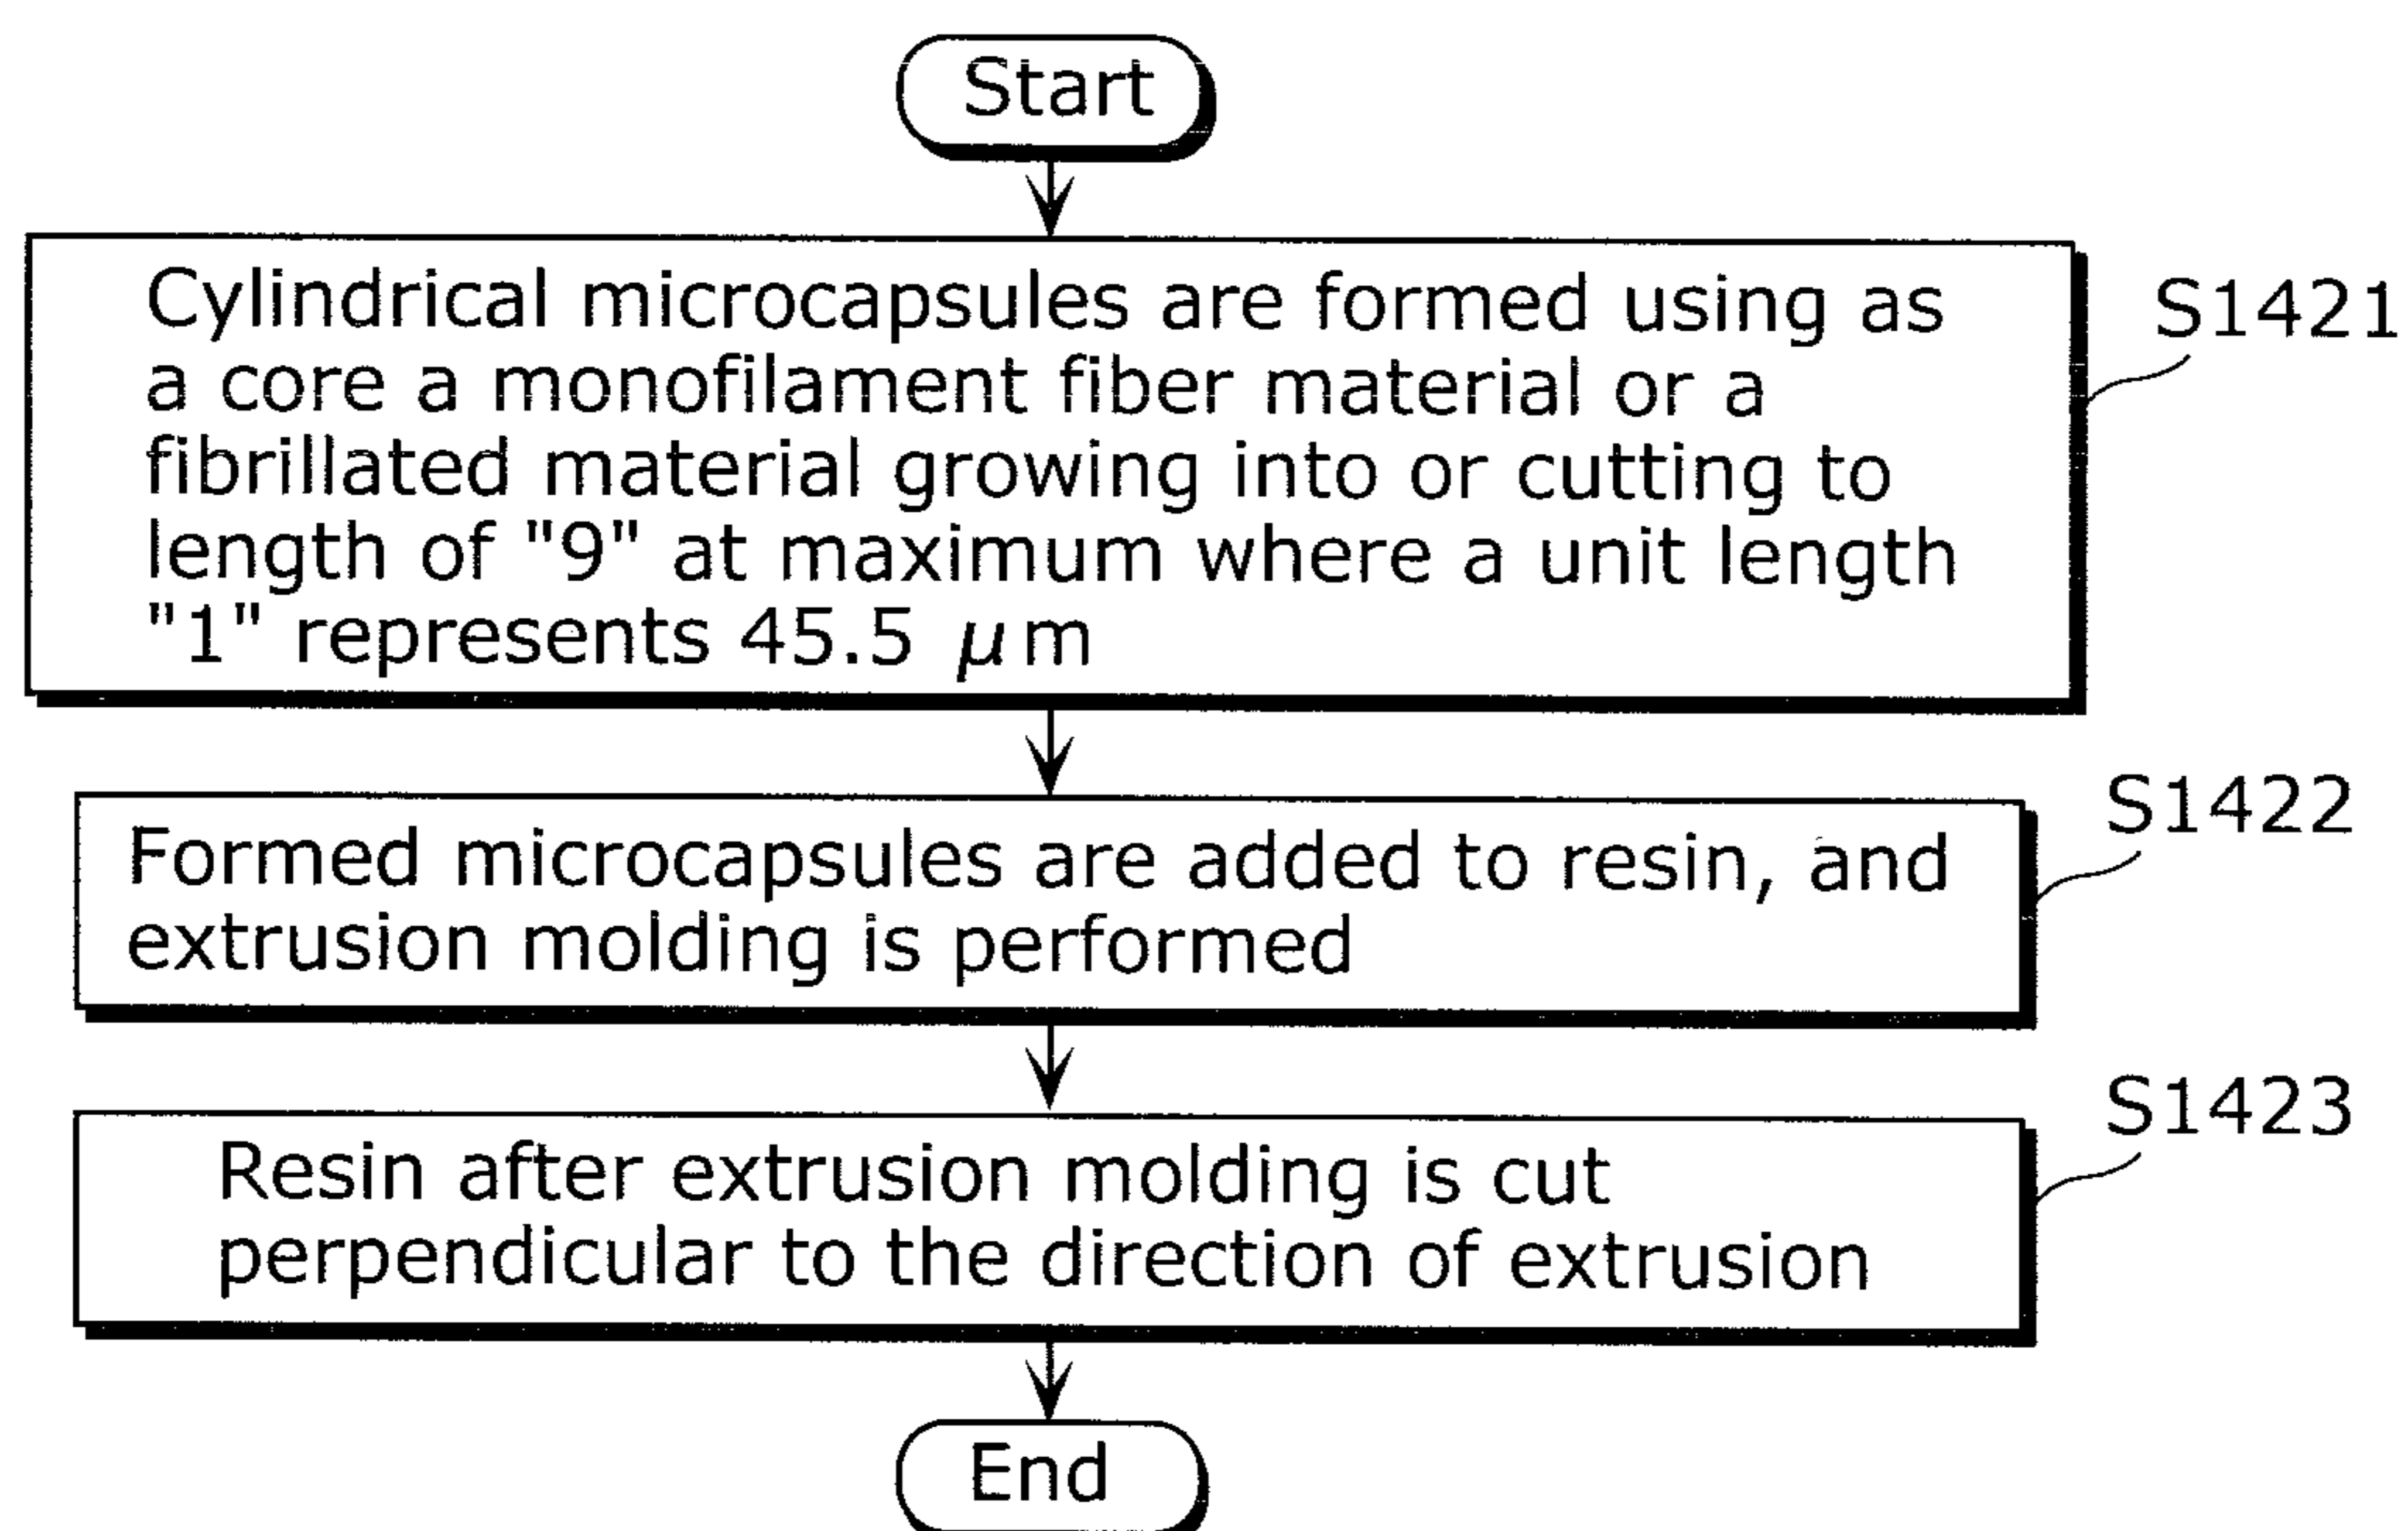 Start
Cylindrical microcapsules are formed using as
a core a monofilament fiber material or a
fibrillated material growing into or cutting to
length of "9" at maximum where a unit length
"1" represents 45.5 μm
S1421
Formed microcapsules are added to resin, and
extrusion molding is performed
S1422
Resin after extrusion molding is cut
perpendicular to the direction of extrusion
S1423
End